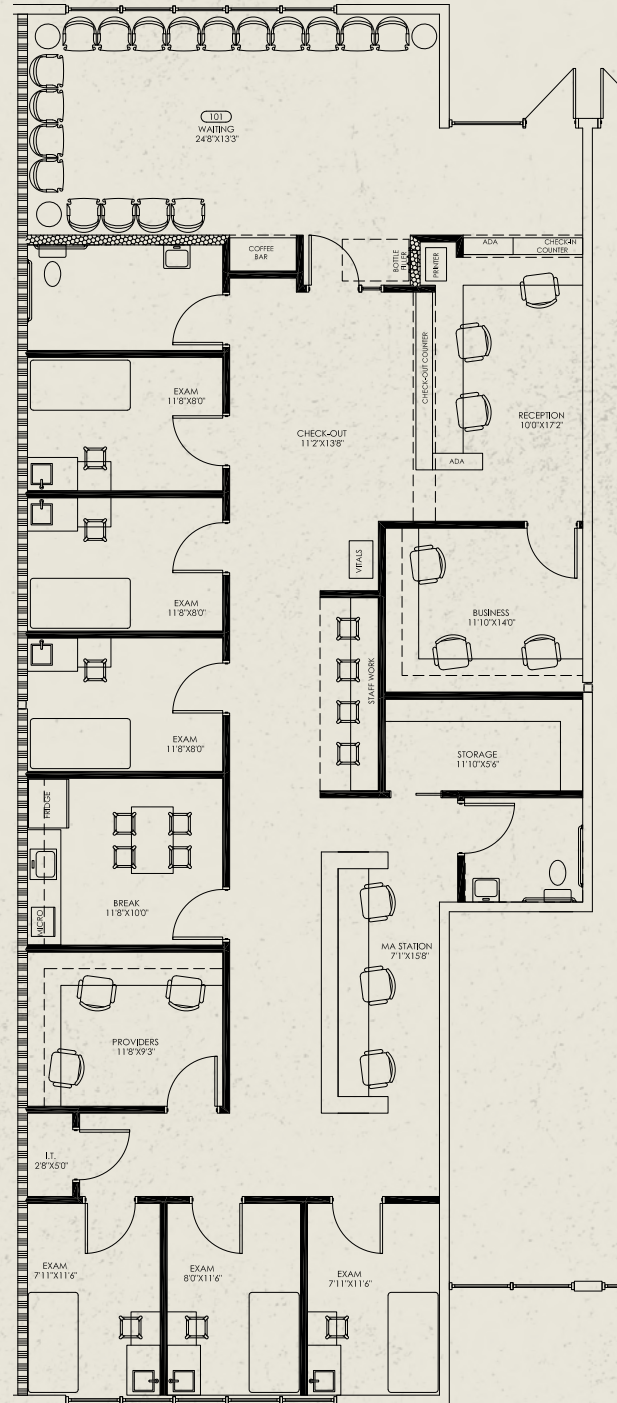 101
WAITING
24'8"X13'3"
COFFEE
BAR
BOTTLE
FILLER
PRINTER
ADA
CHECK-IN
COUNTER
EXAM
11'8"X8'0"
CHECK-OUT COUNTER
RECEPTION
10'0"X17'2"
CHECK-OUT
11'2"X13'8"
ADA
VITALS
EXAM
11'8"X8'0"
BUSINESS
11'10"X14'0"
STAFF WORK
EXAM
11'8"X8'0"
STORAGE
11'10"X5'6"
FRIDGE
BREAK
11'8"X10'0"
MICRO
MA STATION
7'1"X15'8"
PROVIDERS
11'8"X9'3"
I.T.
2'8"X5'0"
EXAM
7'11"X11'6"
EXAM
8'0"X11'6"
EXAM
7'11"X11'6"